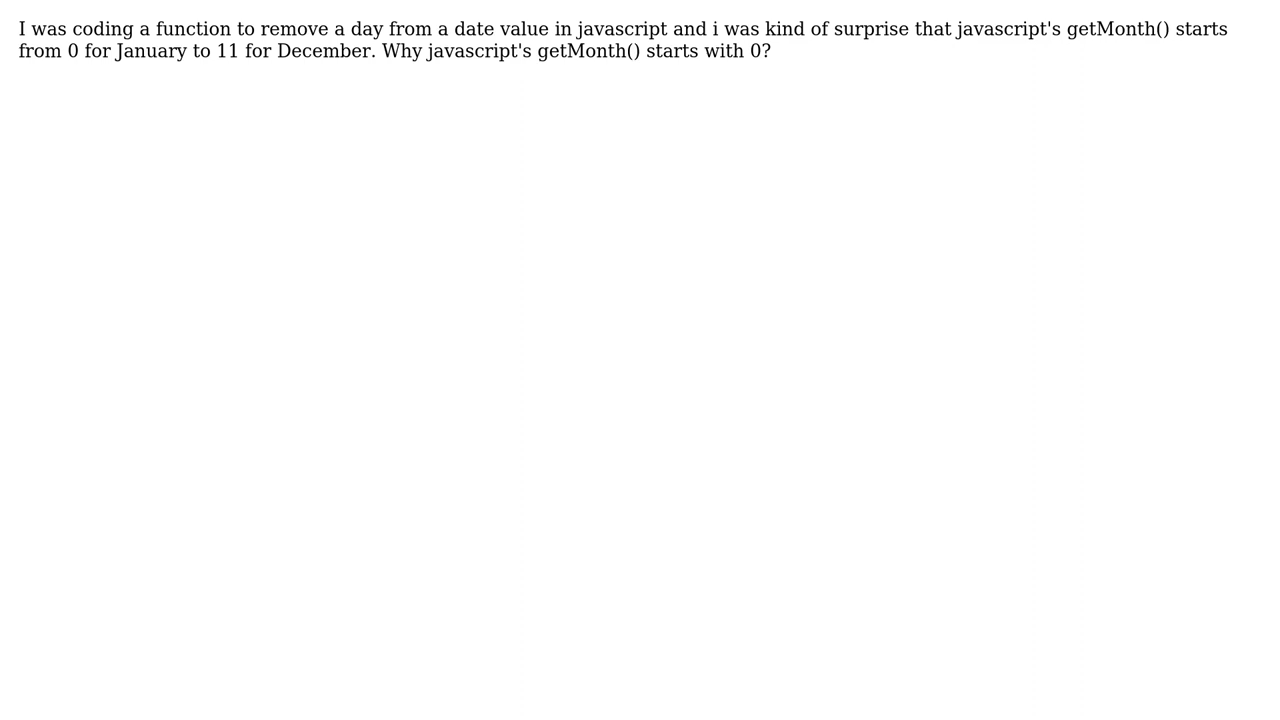 I was coding a function to remove a day from a date value in javascript and i was kind of surprise that javascript's getMonth() starts
from 0 for January to 11 for December. Why javascript's getMonth() starts with 0?